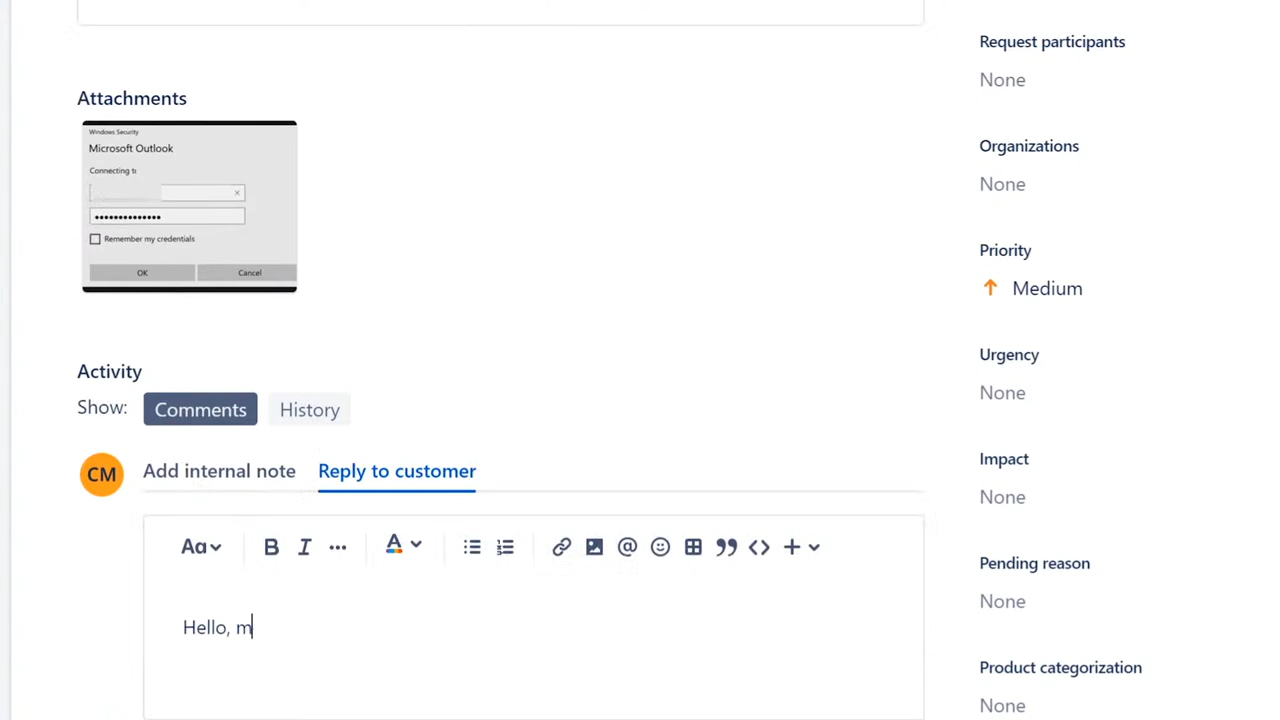 Attachments
Windows Security
Microsoft Outlook
Connecting to
Remember my credentials
OK Cancel
Activity
Show: Comments History
CM Add internal note Reply to customer
Aa B I ... A @
Hello, m
Request participants
None
Organizations
None
Priority
Medium
Urgency
None
Impact
None
Pending reason
None
Product categorization
None